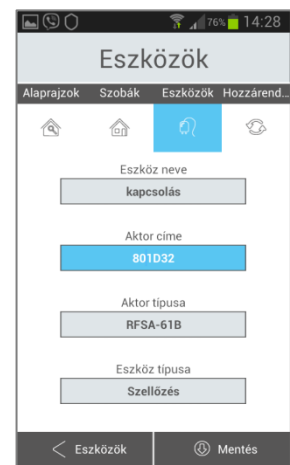 76% 14:28
Eszközök
Alaprajzok Szobák Eszközök Hozzárend...
Eszköz neve
kapcsolás
Aktor címe
801D32
Aktor típusa
RFSA-61B
Eszköz típusa
Szellőzés
Eszközök Mentés